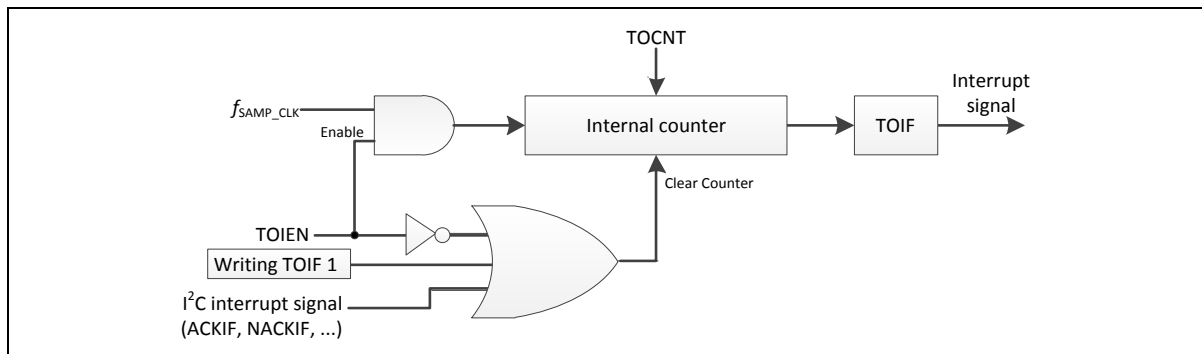 TOCNT
Interrupt
signal
fSAMP_CLK
Enable
Internal counter
TOIF
Clear Counter
TOIEN
Writing TOIF 1
I²C interrupt signal
(ACKIF, NACKIF, ...)